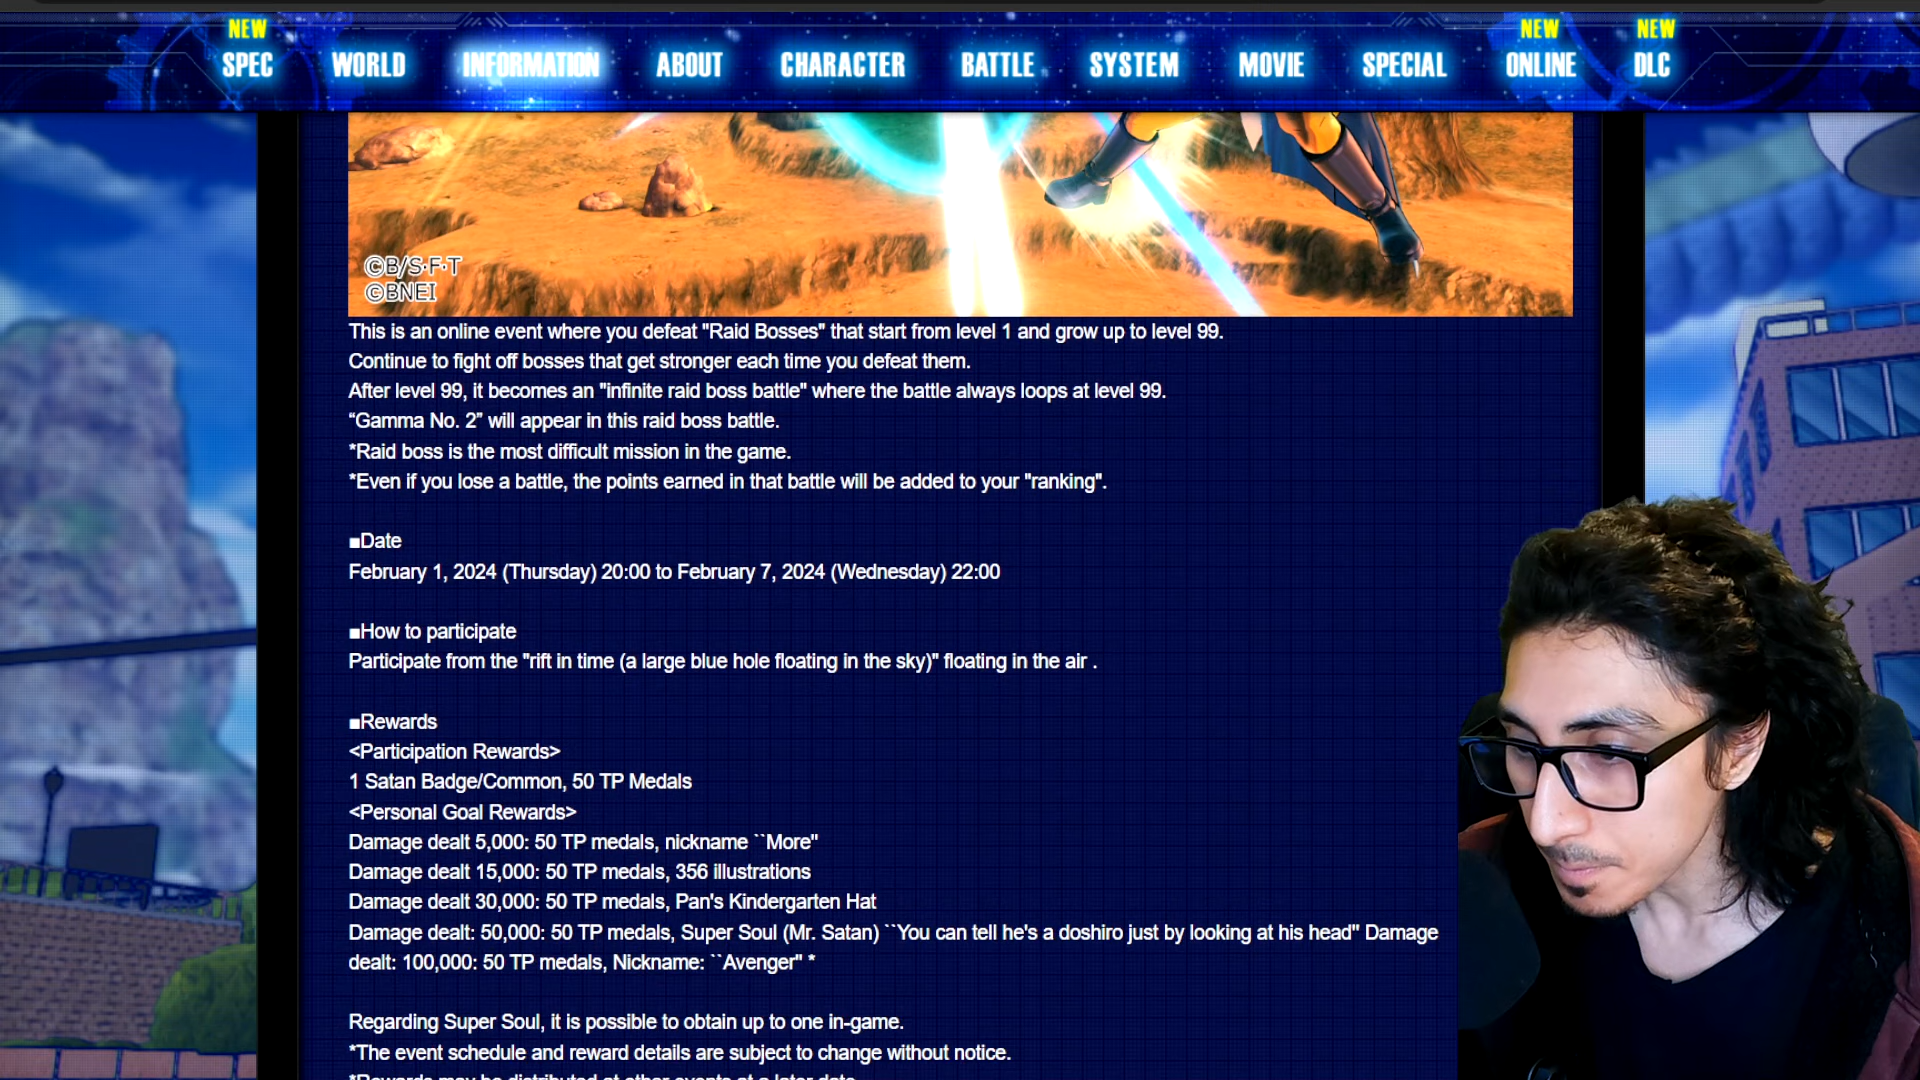 NEW NEW NEW
SPEC WORLD INFORMATION ABOUT CHARACTER BATTLE SYSTEM MOVIE SPECIAL ONLINE DLC
©B/S·F·T
©BNEI
This is an online event where you defeat "Raid Bosses" that start from level 1 and grow up to level 99.
Continue to fight off bosses that get stronger each time you defeat them.
After level 99, it becomes an "infinite raid boss battle" where the battle always loops at level 99.
“Gamma No. 2” will appear in this raid boss battle.
*Raid boss is the most difficult mission in the game.
*Even if you lose a battle, the points earned in that battle will be added to your "ranking".
■Date
February 1, 2024 (Thursday) 20:00 to February 7, 2024 (Wednesday) 22:00
■How to participate
Participate from the "rift in time (a large blue hole floating in the sky)" floating in the air .
■Rewards
<Participation Rewards>
1 Satan Badge/Common, 50 TP Medals
<Personal Goal Rewards>
Damage dealt 5,000: 50 TP medals, nickname ``More"
Damage dealt 15,000: 50 TP medals, 356 illustrations
Damage dealt 30,000: 50 TP medals, Pan's Kindergarten Hat
Damage dealt: 50,000: 50 TP medals, Super Soul (Mr. Satan) ``You can tell he's a doshiro just by looking at his head" Damage
dealt: 100,000: 50 TP medals, Nickname: ``Avenger" *
Regarding Super Soul, it is possible to obtain up to one in-game.
*The event schedule and reward details are subject to change without notice.
*Rewards may be distributed at other events at a later date.